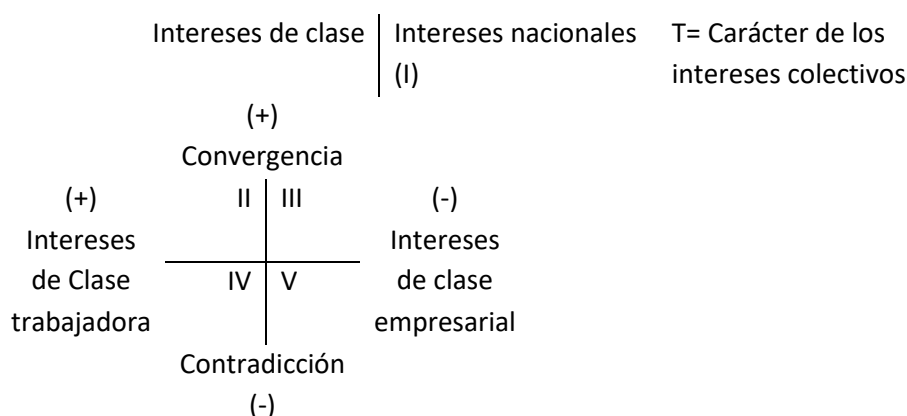 Intereses de clase Intereses nacionales T= Carácter de los
(I) intereses colectivos
(+)
Convergencia
(+) II III (-)
Intereses Intereses
de Clase IV V de clase
trabajadora empresarial
Contradicción
(-)